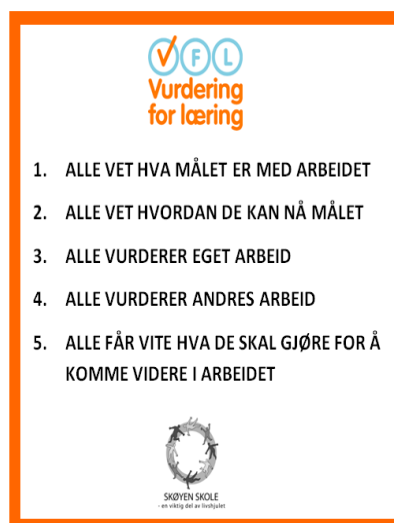 VFL
Vurdering
for læring
1. ALLE VET HVA MÅLET ER MED ARBEIDET
2. ALLE VET HVORDAN DE KAN NÅ MÅLET
3. ALLE VURDERER EGET ARBEID
4. ALLE VURDERER ANDRES ARBEID
5. ALLE FÅR VITE HVA DE SKAL GJØRE FOR Å
KOMME VIDERE I ARBEIDET
SKØYEN SKOLE
- en viktig del av livshjulet